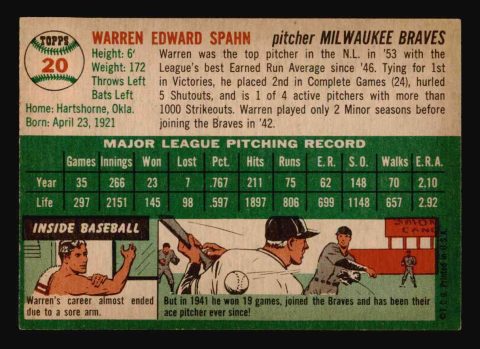 TOPPS
20
WARREN EDWARD SPAHN pitcher MILWAUKEE BRAVES
Height: 6'
Weight: 172
Throws Left
Bats Left
Home: Hartshorne, Okla.
Born: April 23, 1921
Warren was the top pitcher in the N.L. in '53 with the
League's best Earned Run Average since '46. Tying for 1st
in Victories, he placed 2nd in Complete Games (24), hurled
5 Shutouts, and is 1 of 4 active pitchers with more than
1000 Strikeouts. Warren played only 2 Minor seasons before
joining the Braves in '42.
MAJOR LEAGUE PITCHING RECORD
Games Innings Won Lost Pct. Hits Runs E.R. S.O. Walks E.R.A.
Year 35 266 23 7 .767 211 75 62 148 70 2.10
Life 297 2151 145 98 .597 1897 806 699 1148 657 2.92
INSIDE BASEBALL
Warren's career almost ended
due to a sore arm.
But in 1941 he won 19 games, joined the Braves and has been their
ace pitcher ever since!
© T.C.G. Printed in U.S.A.